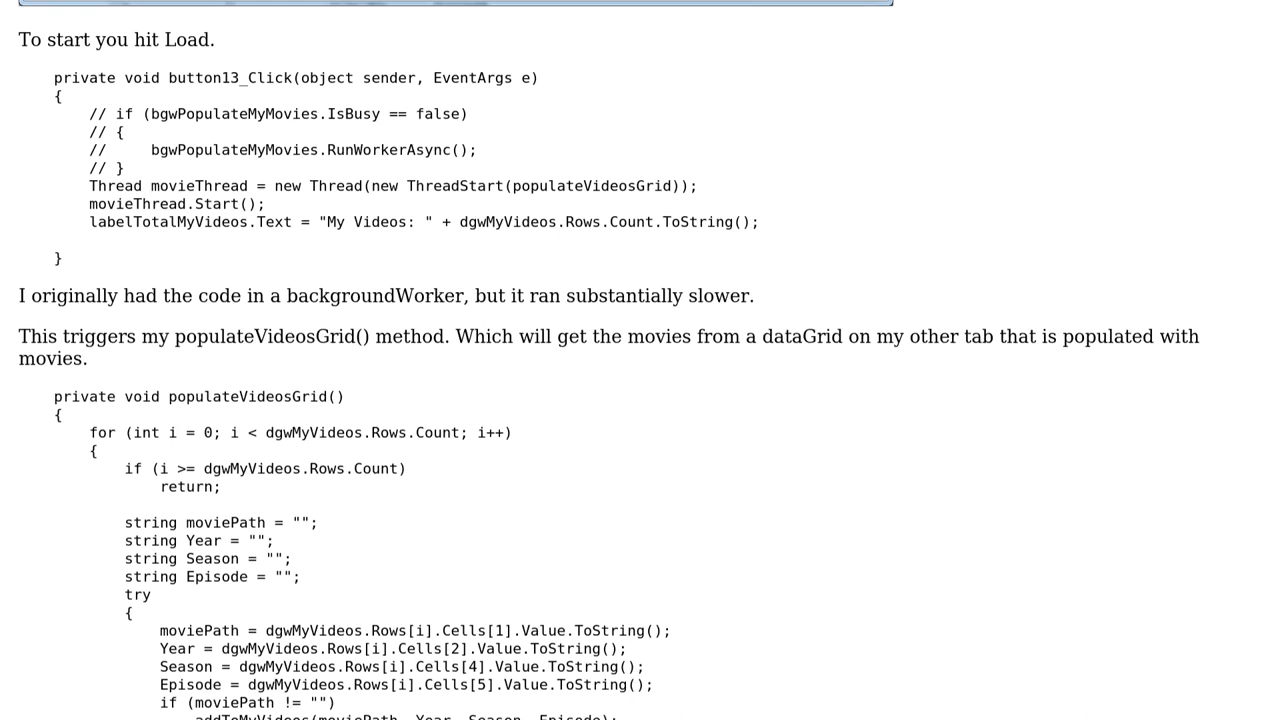 To start you hit Load.
private void button13_Click(object sender, EventArgs e)
{
// if (bgwPopulateMyMovies.IsBusy == false)
// {
//     bgwPopulateMyMovies.RunWorkerAsync();
// }
Thread movieThread = new Thread(new ThreadStart(populateVideosGrid));
movieThread.Start();
labelTotalMyVideos.Text = "My Videos: " + dgwMyVideos.Rows.Count.ToString();
}
I originally had the code in a backgroundWorker, but it ran substantially slower.
This triggers my populateVideosGrid() method. Which will get the movies from a dataGrid on my other tab that is populated with
movies.
private void populateVideosGrid()
{
for (int i = 0; i < dgwMyVideos.Rows.Count; i++)
{
if (i >= dgwMyVideos.Rows.Count)
return;
string moviePath = "";
string Year = "";
string Season = "";
string Episode = "";
try
{
moviePath = dgwMyVideos.Rows[i].Cells[1].Value.ToString();
Year = dgwMyVideos.Rows[i].Cells[2].Value.ToString();
Season = dgwMyVideos.Rows[i].Cells[4].Value.ToString();
Episode = dgwMyVideos.Rows[i].Cells[5].Value.ToString();
if (moviePath != "")
addToMyVideos(moviePath, Year, Season, Episode);